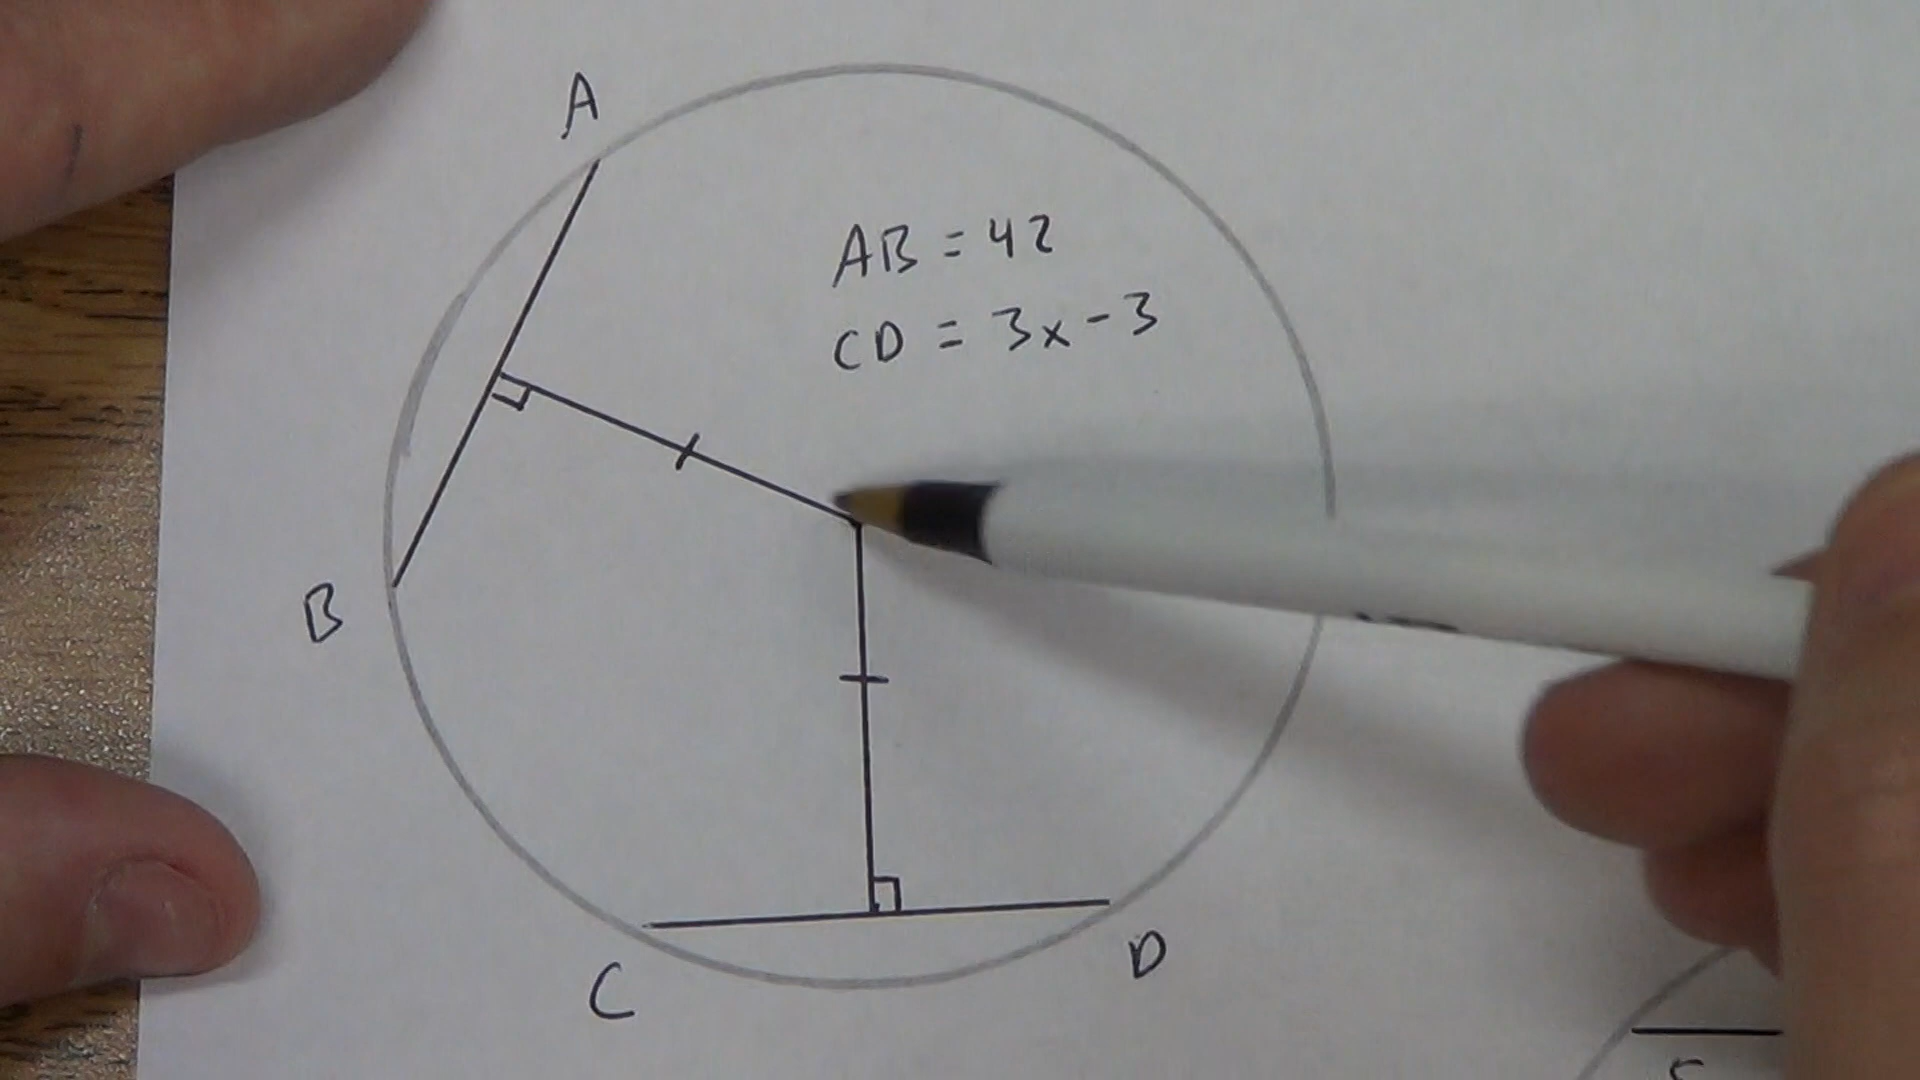 A
AB = 42
CD = 3x - 3
B
C
D